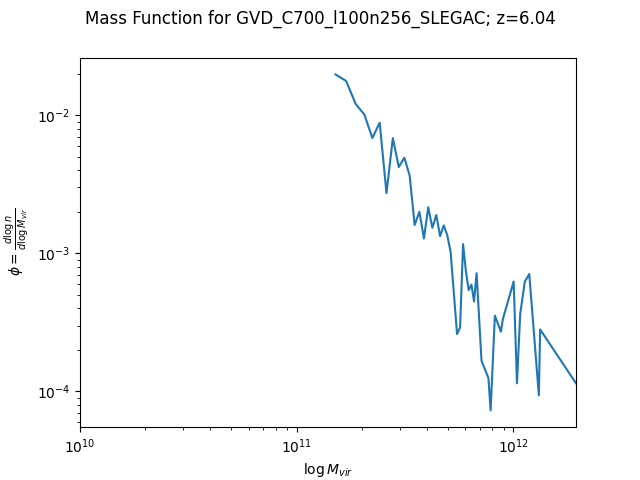 Mass Function for GVD_C700_l100n256_SLEGAC; z=6.04
10⁻²
10⁻³
10⁻⁴
ϕ = d log n / d log M_vir
10¹⁰ 10¹¹ 10¹²
log M_vir